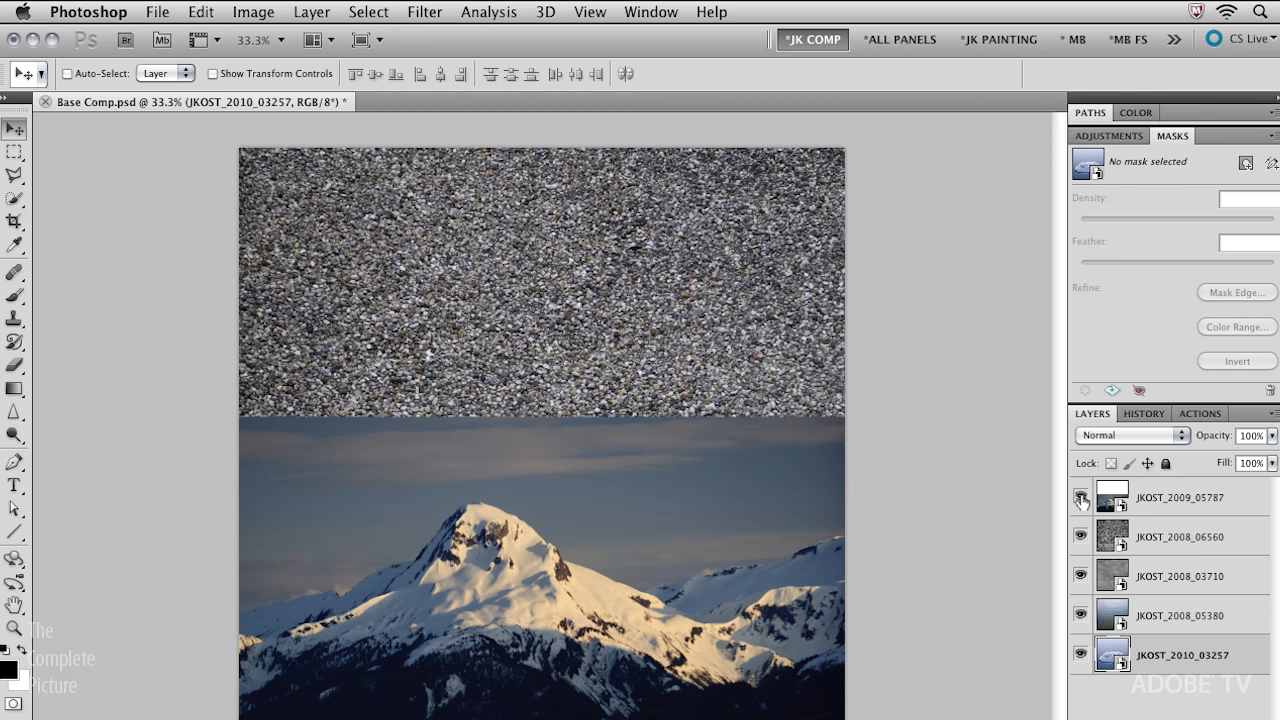 Photoshop File Edit Image Layer Select Filter Analysis 3D View Window Help
Ps Br Mb 33.3% *JK COMP *ALL PANELS *JK PAINTING * MB *MB FS CS Live
Auto-Select: Layer Show Transform Controls
Base Comp.psd @ 33.3% (JKOST_2010_03257, RGB/8*) *
PATHS COLOR
ADJUSTMENTS MASKS
No mask selected
Density:
Feather:
Refine: Mask Edge...
Color Range...
Invert
LAYERS HISTORY ACTIONS
Normal Opacity: 100%
Lock: Fill: 100%
JKOST_2009_05787
JKOST_2008_06560
JKOST_2008_03710
JKOST_2008_05380
JKOST_2010_03257
The
Complete
Picture
ADOBE® TV